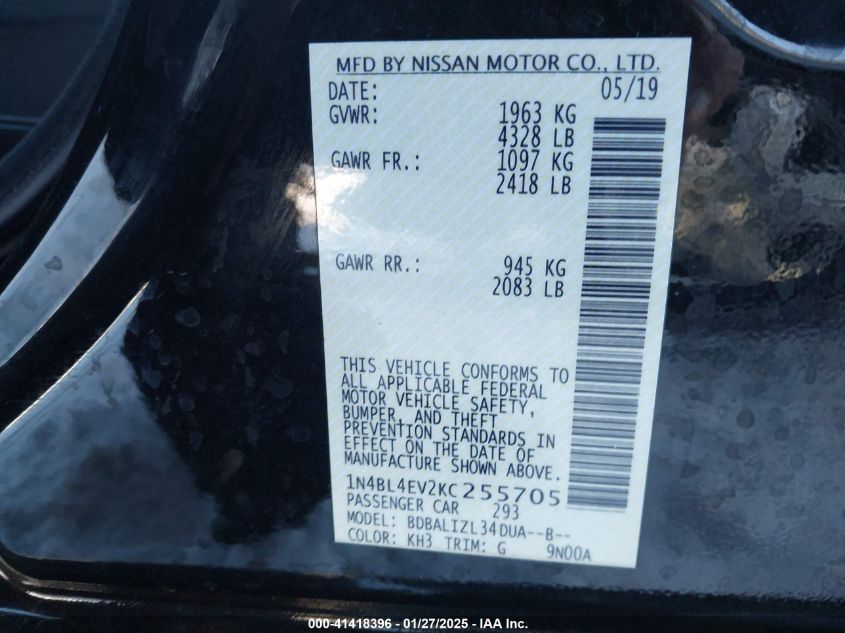 MFD BY NISSAN MOTOR CO., LTD.
DATE: 05/19
GVWR: 1963 KG
4328 LB
GAWR FR.: 1097 KG
2418 LB
GAWR RR.: 945 KG
2083 LB
THIS VEHICLE CONFORMS TO
ALL APPLICABLE FEDERAL
MOTOR VEHICLE SAFETY,
BUMPER, AND THEFT
PREVENTION STANDARDS IN
EFFECT ON THE DATE OF
MANUFACTURE SHOWN ABOVE.
1N4BL4EV2KC255705
PASSENGER CAR 293
MODEL: BDBALIZL34DUA--B--
COLOR: KH3 TRIM: G 9N00A
000-41418396 - 01/27/2025 - IAA Inc.